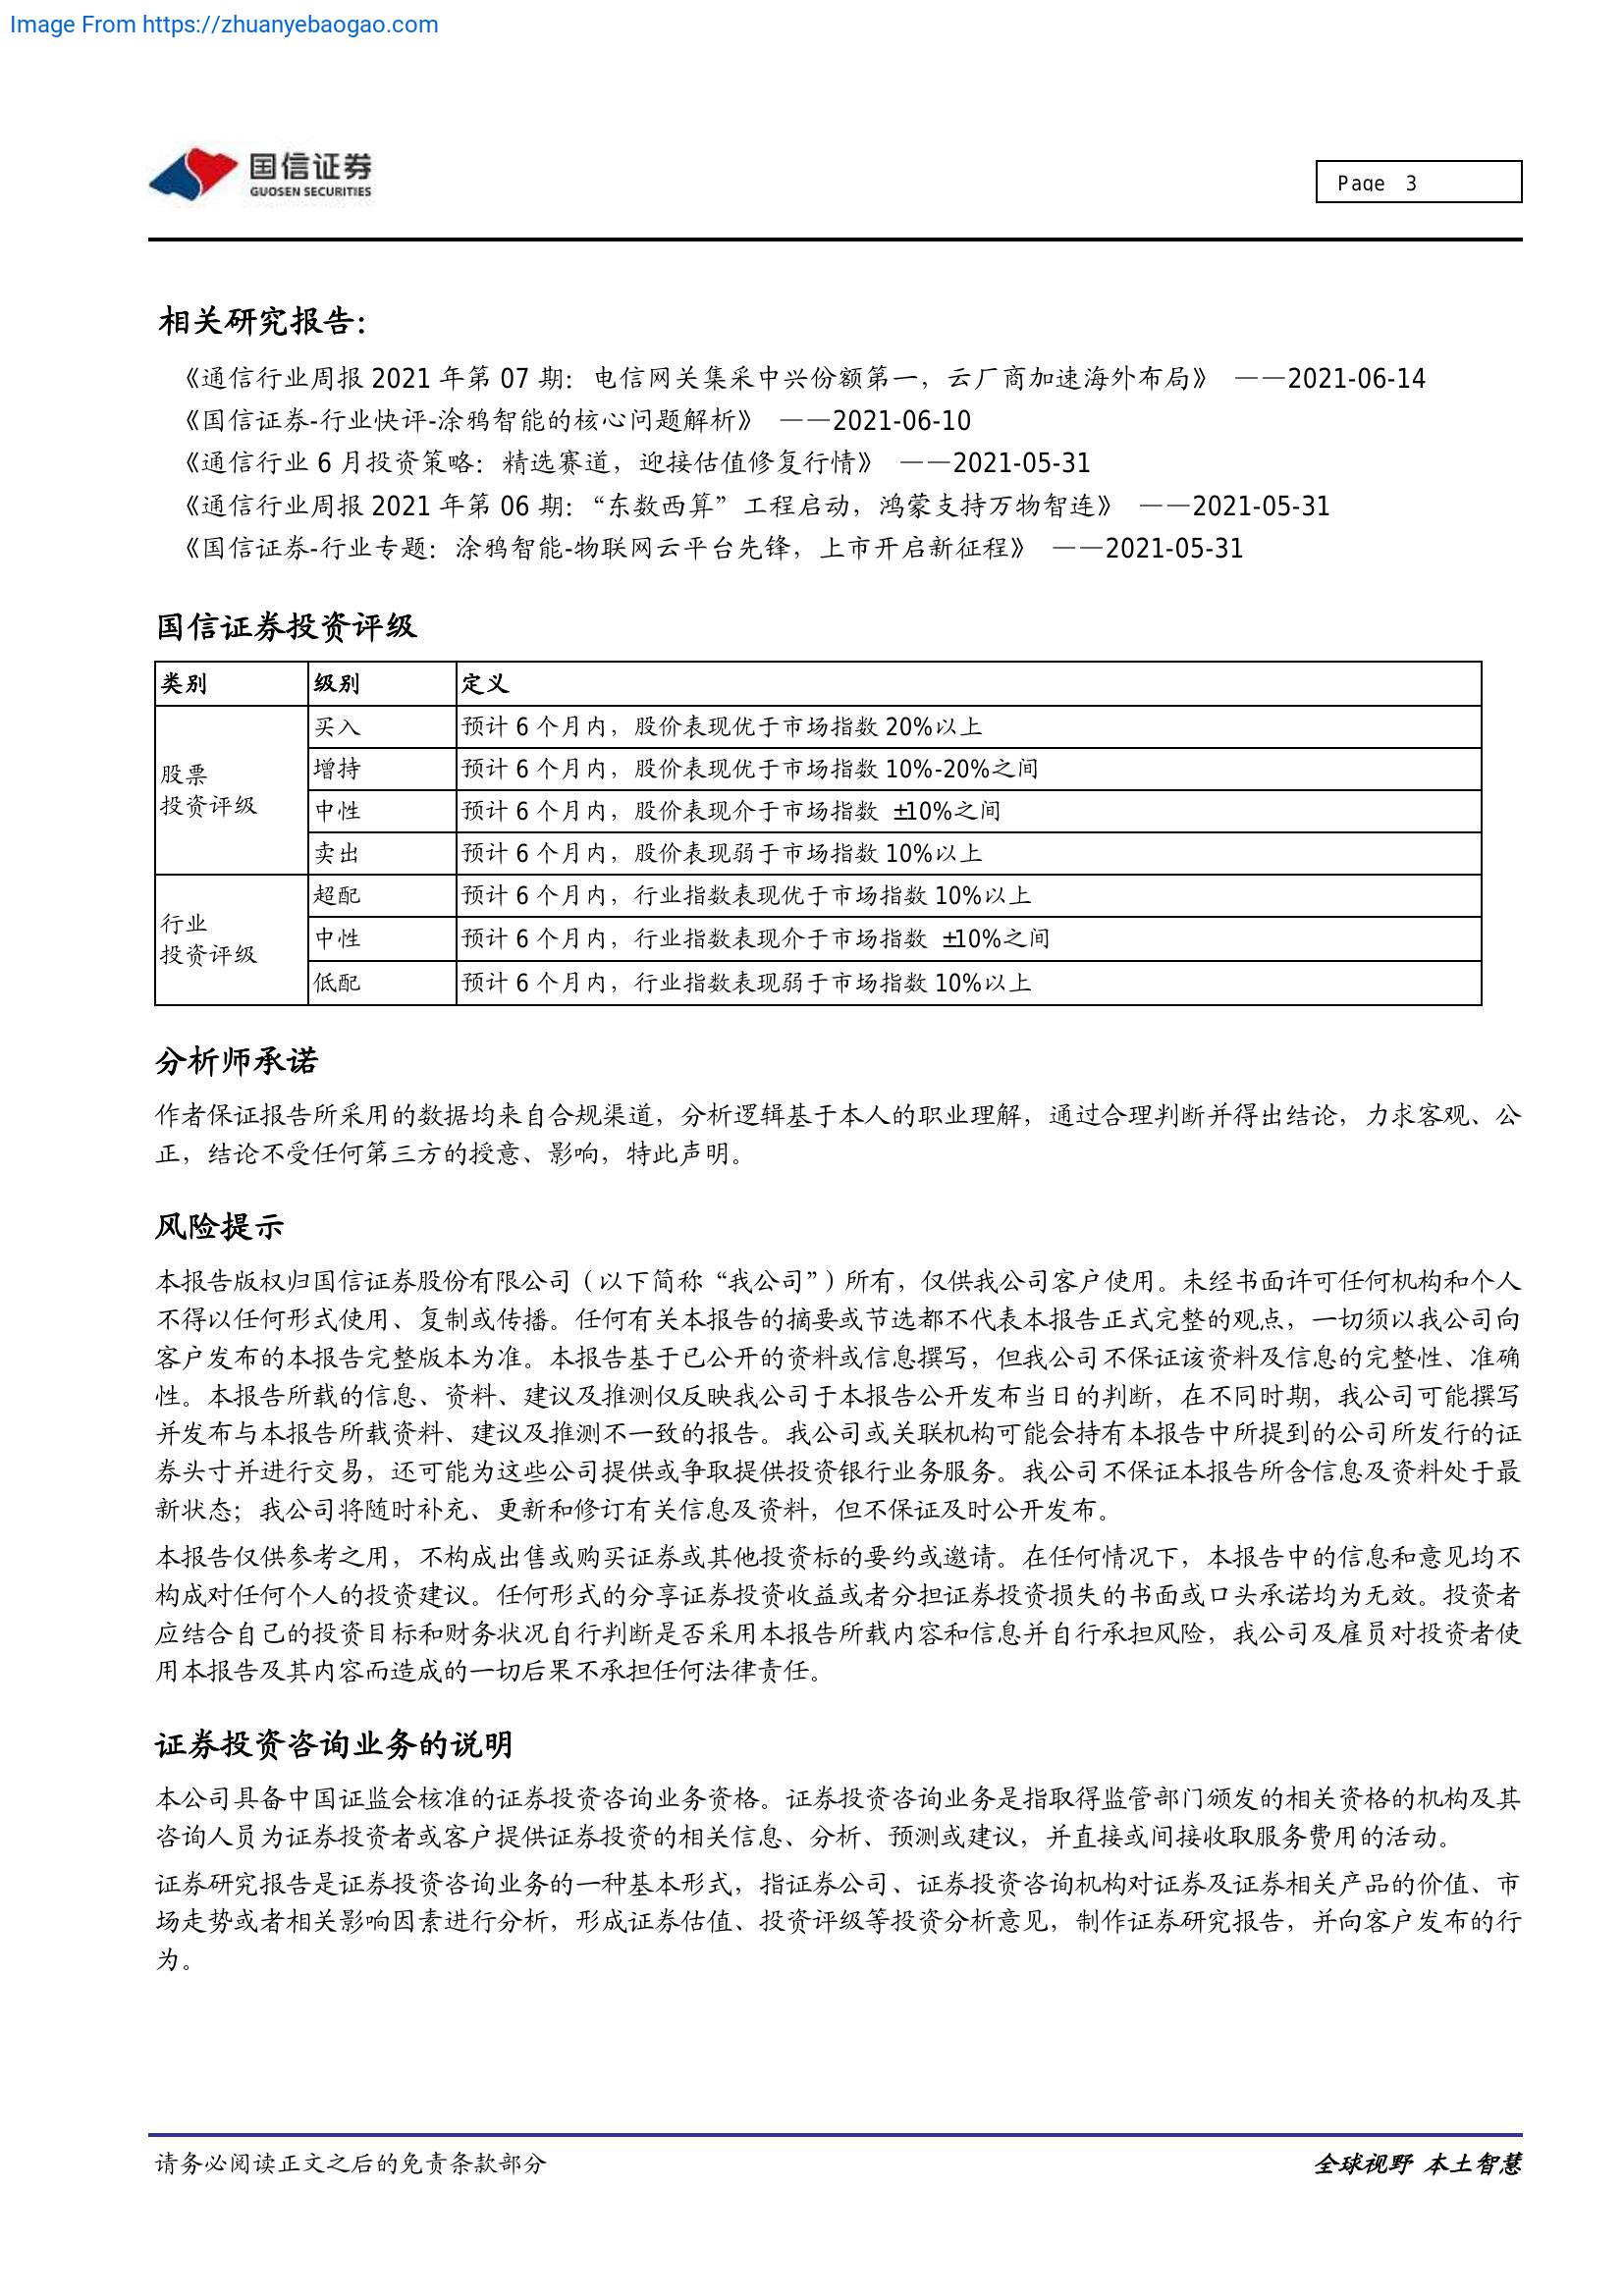 Image From https://zhuanyebaogao.com
国信证券
GUOSEN SECURITIES
Page 3
相关研究报告：
《通信行业周报 2021 年第 07 期：电信网关集采中兴份额第一，云厂商加速海外布局》 ——2021-06-14
《国信证券-行业快评-涂鸦智能的核心问题解析》 ——2021-06-10
《通信行业 6 月投资策略：精选赛道，迎接估值修复行情》 ——2021-05-31
《通信行业周报 2021 年第 06 期：“东数西算”工程启动，鸿蒙支持万物智连》 ——2021-05-31
《国信证券-行业专题：涂鸦智能-物联网云平台先锋，上市开启新征程》 ——2021-05-31
国信证券投资评级
类别 级别 定义
股票
投资评级
买入 预计 6 个月内，股价表现优于市场指数 20%以上
增持 预计 6 个月内，股价表现优于市场指数 10%-20%之间
中性 预计 6 个月内，股价表现介于市场指数 ±10%之间
卖出 预计 6 个月内，股价表现弱于市场指数 10%以上
行业
投资评级
超配 预计 6 个月内，行业指数表现优于市场指数 10%以上
中性 预计 6 个月内，行业指数表现介于市场指数 ±10%之间
低配 预计 6 个月内，行业指数表现弱于市场指数 10%以上
分析师承诺
作者保证报告所采用的数据均来自合规渠道，分析逻辑基于本人的职业理解，通过合理判断并得出结论，力求客观、公
正，结论不受任何第三方的授意、影响，特此声明。
风险提示
本报告版权归国信证券股份有限公司（以下简称“我公司”）所有，仅供我公司客户使用。未经书面许可任何机构和个人
不得以任何形式使用、复制或传播。任何有关本报告的摘要或节选都不代表本报告正式完整的观点，一切须以我公司向
客户发布的本报告完整版本为准。本报告基于已公开的资料或信息撰写，但我公司不保证该资料及信息的完整性、准确
性。本报告所载的信息、资料、建议及推测仅反映我公司于本报告公开发布当日的判断，在不同时期，我公司可能撰写
并发布与本报告所载资料、建议及推测不一致的报告。我公司或关联机构可能会持有本报告中所提到的公司所发行的证
券头寸并进行交易，还可能为这些公司提供或争取提供投资银行业务服务。我公司不保证本报告所含信息及资料处于最
新状态；我公司将随时补充、更新和修订有关信息及资料，但不保证及时公开发布。
本报告仅供参考之用，不构成出售或购买证券或其他投资标的要约或邀请。在任何情况下，本报告中的信息和意见均不
构成对任何个人的投资建议。任何形式的分享证券投资收益或者分担证券投资损失的书面或口头承诺均为无效。投资者
应结合自己的投资目标和财务状况自行判断是否采用本报告所载内容和信息并自行承担风险，我公司及雇员对投资者使
用本报告及其内容而造成的一切后果不承担任何法律责任。
证券投资咨询业务的说明
本公司具备中国证监会核准的证券投资咨询业务资格。证券投资咨询业务是指取得监管部门颁发的相关资格的机构及其
咨询人员为证券投资者或客户提供证券投资的相关信息、分析、预测或建议，并直接或间接收取服务费用的活动。
证券研究报告是证券投资咨询业务的一种基本形式，指证券公司、证券投资咨询机构对证券及证券相关产品的价值、市
场走势或者相关影响因素进行分析，形成证券估值、投资评级等投资分析意见，制作证券研究报告，并向客户发布的行
为。
请务必阅读正文之后的免责条款部分
全球视野 本土智慧